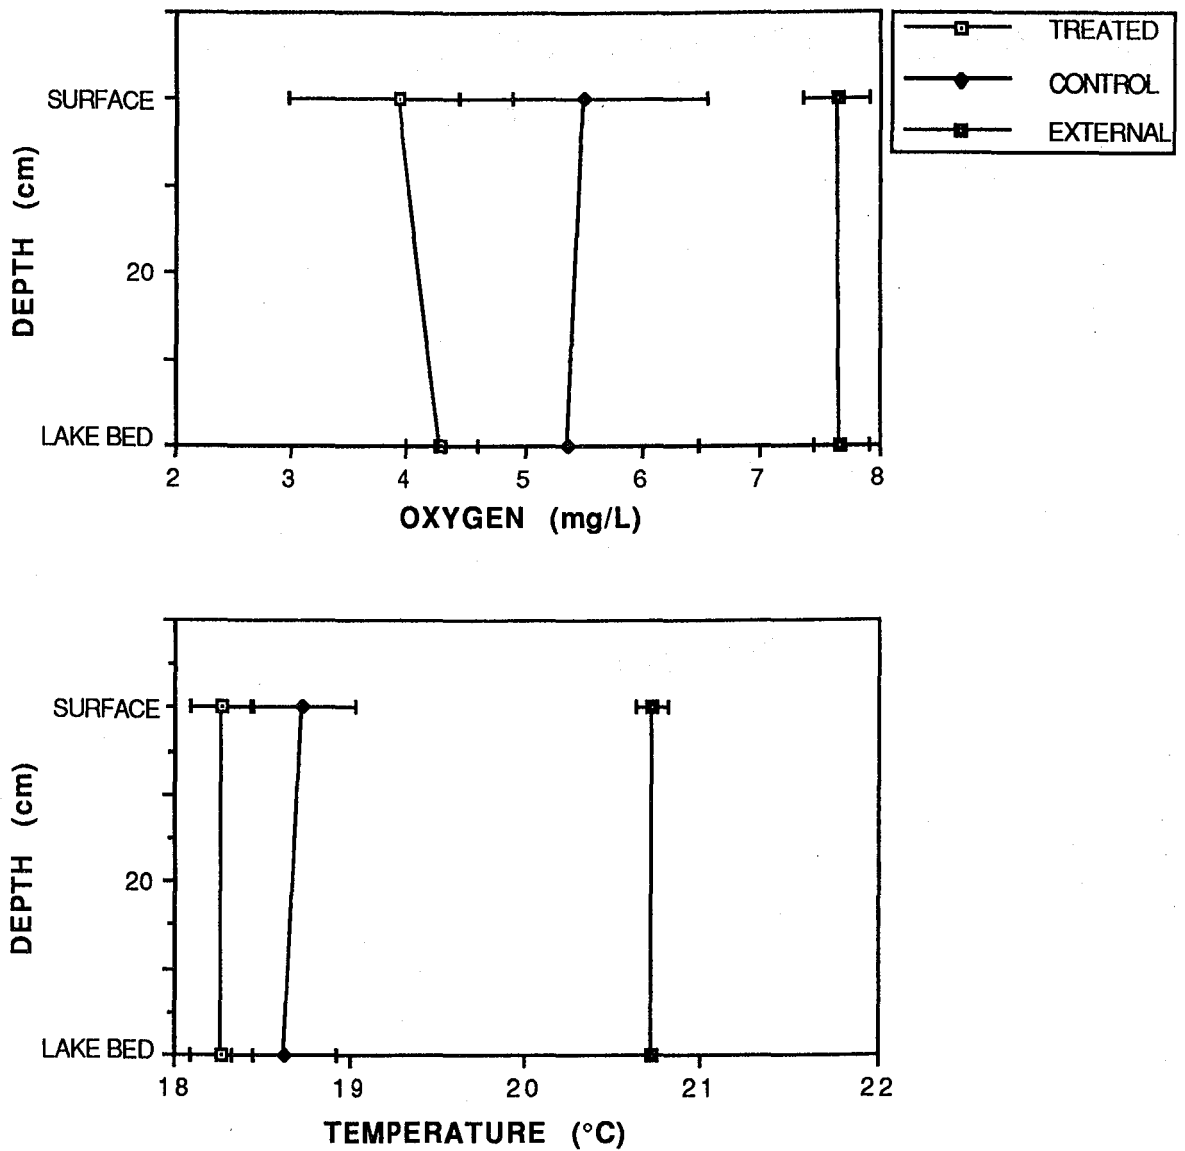 TREATED
CONTROL
EXTERNAL
SURFACE
20
LAKE BED
DEPTH (cm)
2 3 4 5 6 7 8
OXYGEN (mg/L)
SURFACE
20
LAKE BED
DEPTH (cm)
18 19 20 21 22
TEMPERATURE (°C)